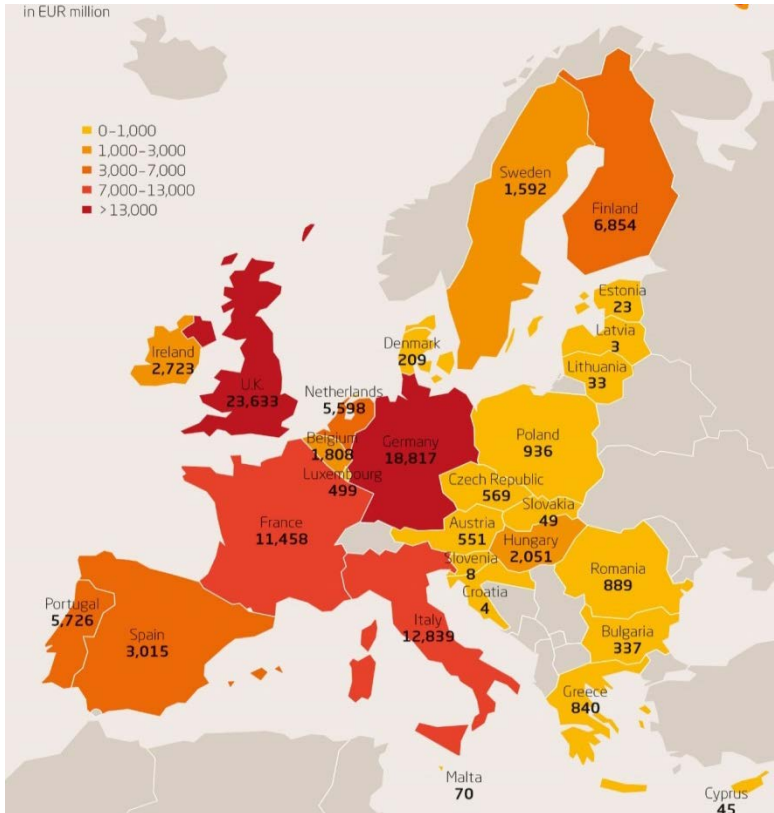 in EUR million
0–1,000
1,000–3,000
3,000–7,000
7,000–13,000
> 13,000
Sweden
1,592
Finland
6,854
Estonia
23
Latvia
3
Lithuania
33
Denmark
209
Ireland
2,723
U.K.
23,633
Netherlands
5,598
Belgium
1,808
Luxembourg
499
Germany
18,817
Poland
936
Czech Republic
569
Slovakia
49
Austria
551
Hungary
2,051
Slovenia
8
Croatia
4
Romania
889
Bulgaria
337
France
11,458
Portugal
5,726
Spain
3,015
Italy
12,839
Greece
840
Malta
70
Cyprus
45